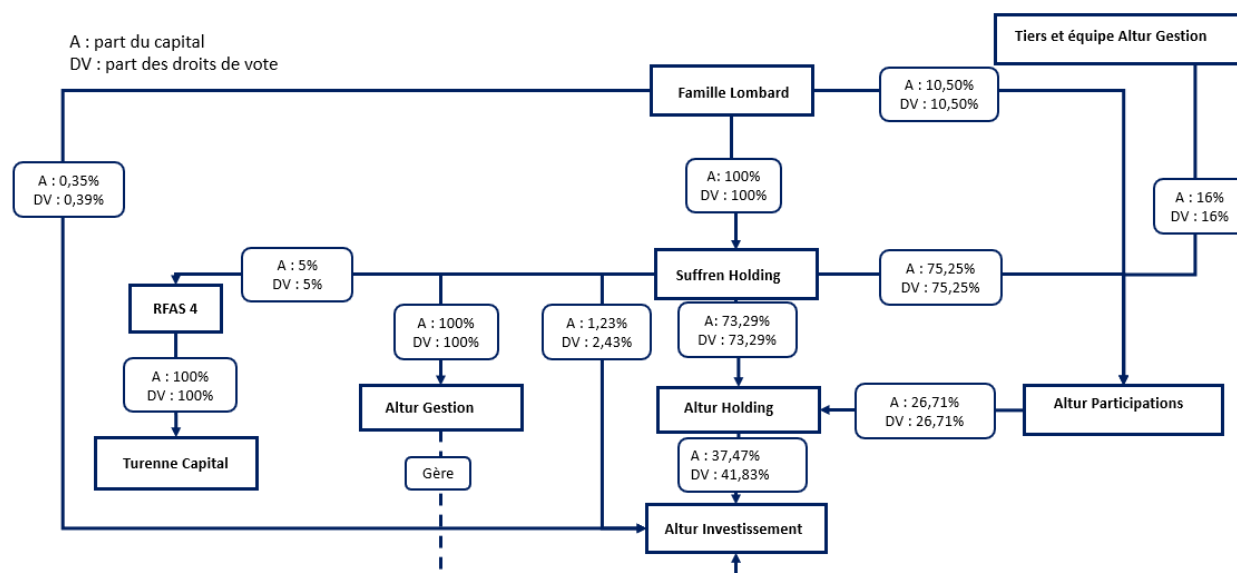 Tiers et équipe Altur Gestion
A : part du capital
DV : part des droits de vote
Famille Lombard
A : 10,50%
DV : 10,50%
A : 0,35%
DV : 0,39%
A: 100%
DV : 100%
A : 16%
DV : 16%
A : 5%
DV : 5%
Suffren Holding
A : 75,25%
DV : 75,25%
RFAS 4
A : 100%
DV : 100%
A : 1,23%
DV : 2,43%
A: 73,29%
DV : 73,29%
A : 100%
DV : 100%
Altur Gestion
Altur Holding
A : 26,71%
DV : 26,71%
Altur Participations
Turenne Capital
Gère
A : 37,47%
DV : 41,83%
Altur Investissement